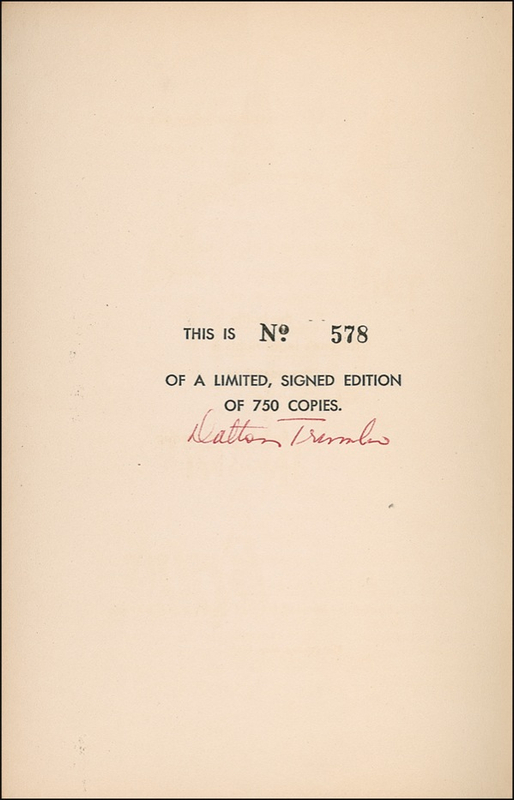 THIS IS Nº 578
OF A LIMITED, SIGNED EDITION
OF 750 COPIES.
Dalton Trumbo